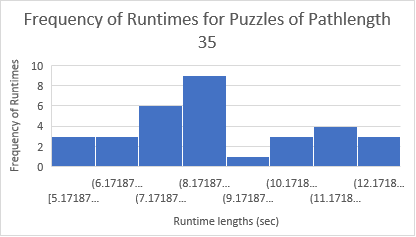 Frequency of Runtimes for Puzzles of Pathlength
35
Frequency of Runtimes
10
8
6
4
2
0
(6.17187... (8.17187... (10.1718... (12.1718...
[5.17187... (7.17187... (9.17187... (11.1718...
Runtime lengths (sec)